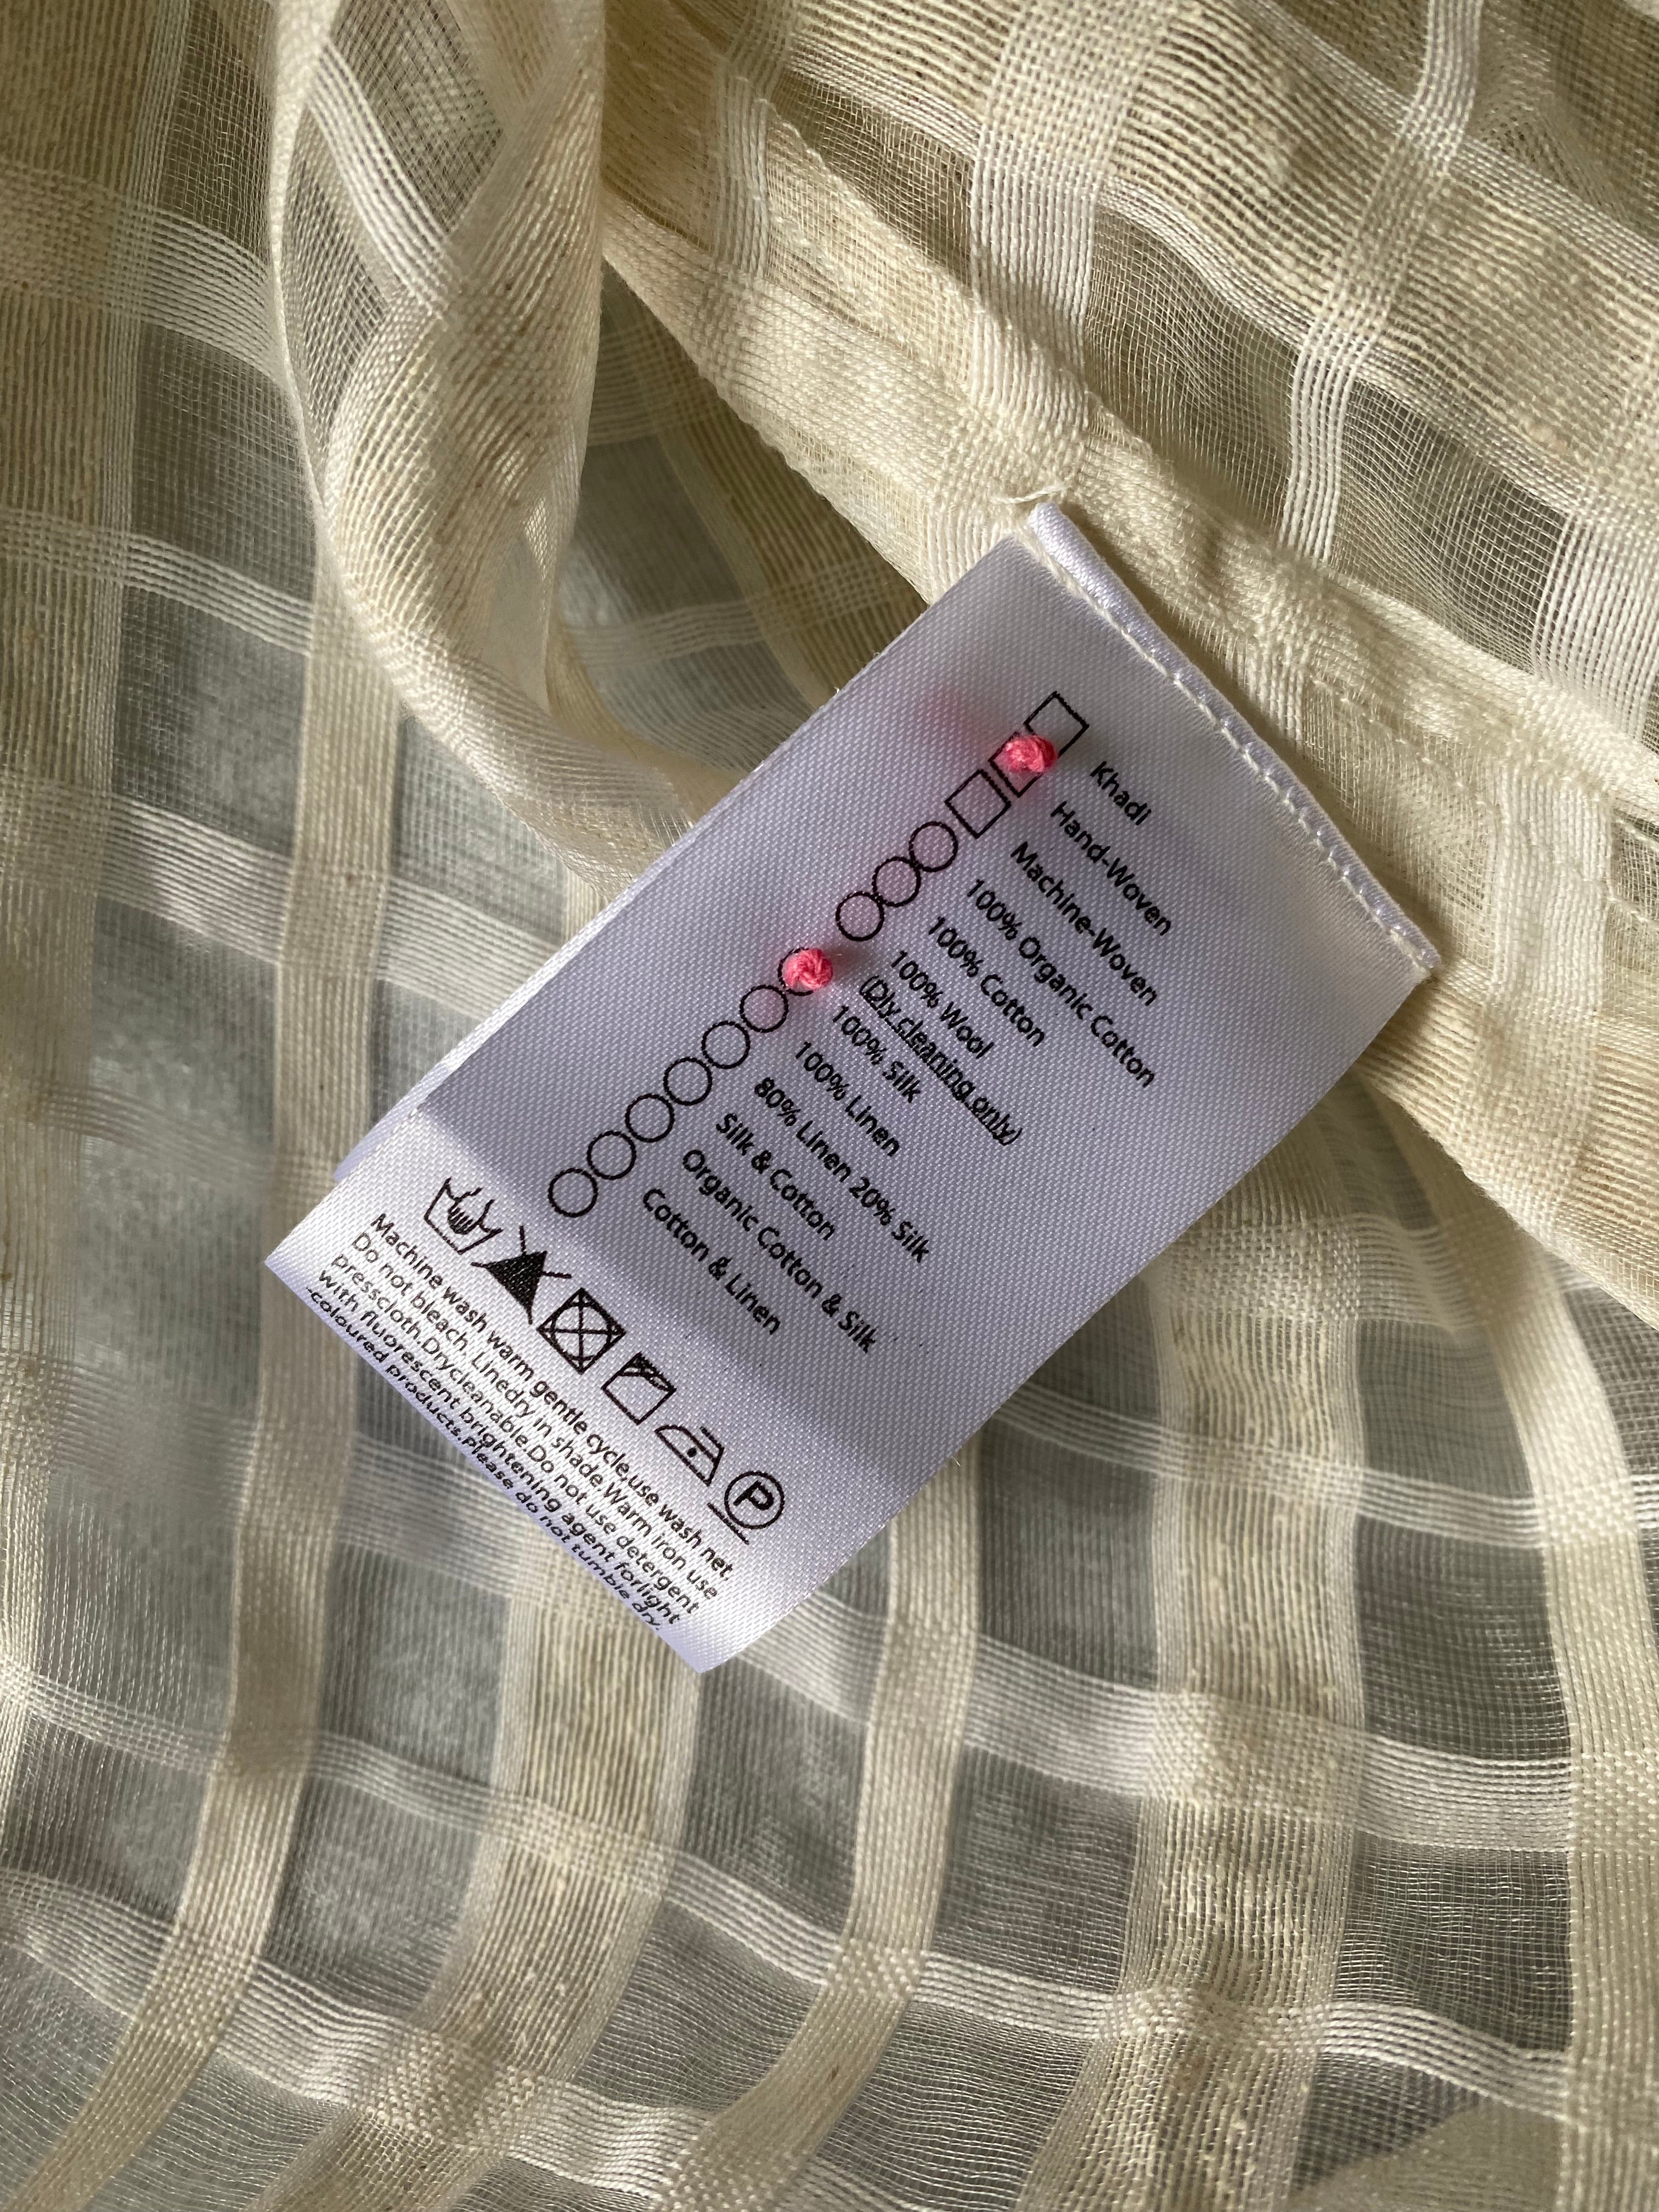 Khadi
Hand-Woven
Machine-Woven
100% Organic Cotton
100% Cotton
100% Wool
(Dly cleaning only)
100% Silk
100% Linen
80% Linen 20% Silk
Silk & Cotton
Organic Cotton & Silk
Cotton & Linen
P
Machine wash warm gentle cycle,use wash net
Do not bleach. Linedry in shade.Warm iron use
presscloth.Drycleanable.Do not use detergent
with fluorescent brightening agent forlight
-coloured products.please do not tumble dry.